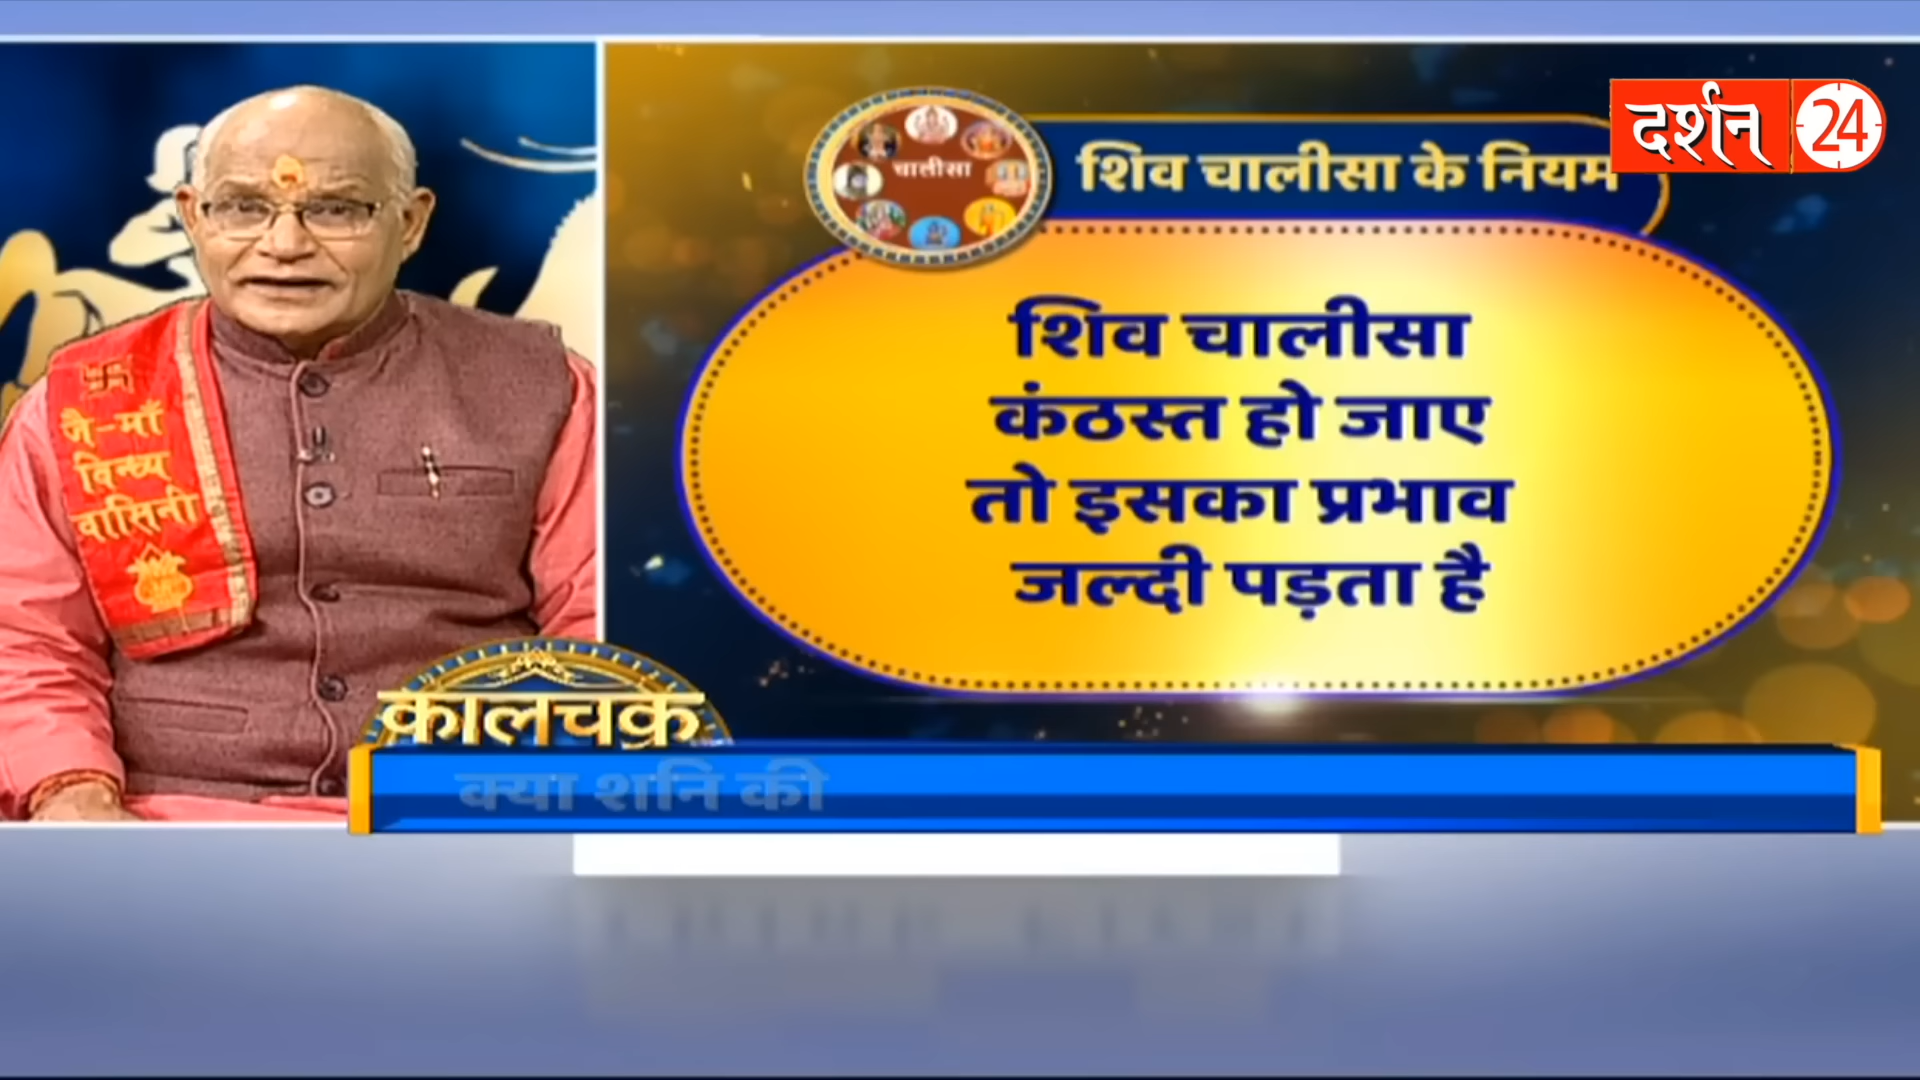 दर्शन 24
चालीसा
शिव चालीसा के नियम
शिव चालीसा
कंठस्त हो जाए
तो इसका प्रभाव
जल्दी पड़ता है
जै-माँ
विन्ध्य
वासिनी
कालचक्र
क्या शनि की